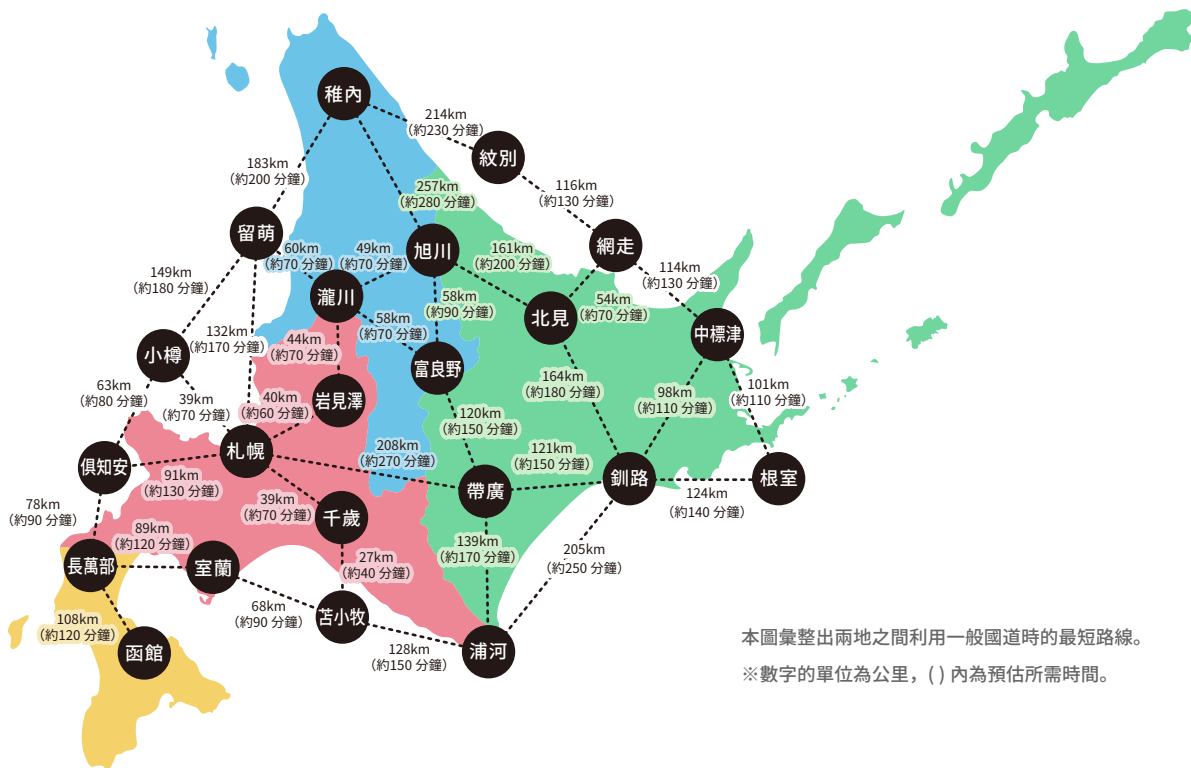 稚內
214km
(約230 分鐘)
紋別
183km
(約200 分鐘)
257km
(約280 分鐘)
116km
(約130 分鐘)
留萌
60km
(約70 分鐘)
49km
(約70 分鐘)
旭川
161km
(約200 分鐘)
網走
149km
(約180 分鐘)
瀧川
58km
(約90 分鐘)
114km
(約130 分鐘)
54km
(約70 分鐘)
北見
中標津
132km
(約170 分鐘)
58km
(約70 分鐘)
44km
(約70 分鐘)
小樽
富良野
63km
(約80 分鐘)
39km
(約70 分鐘)
40km
(約60 分鐘)
岩見澤
164km
(約180 分鐘)
98km
(約110 分鐘)
101km
(約110 分鐘)
120km
(約150 分鐘)
札幌
208km
(約270 分鐘)
121km
(約150 分鐘)
俱知安
91km
(約130 分鐘)
帶廣
釧路
根室
124km
(約140 分鐘)
78km
(約90 分鐘)
39km
(約70 分鐘)
千歲
89km
(約120 分鐘)
139km
(約170 分鐘)
205km
(約250 分鐘)
長萬部
室蘭
27km
(約40 分鐘)
68km
(約90 分鐘)
苫小牧
108km
(約120 分鐘)
函館
128km
(約150 分鐘)
浦河
本圖彙整出兩地之間利用一般國道時的最短路線。
※數字的單位為公里，( ) 內為預估所需時間。